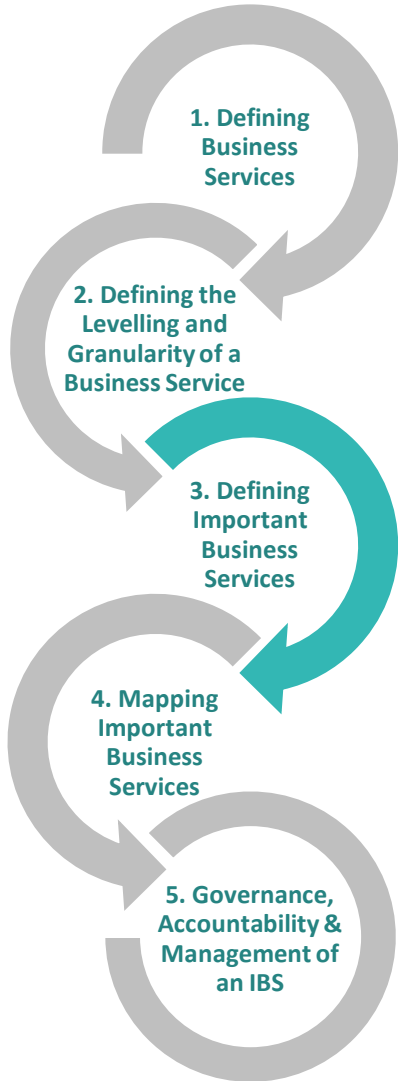 1. Defining
Business
Services
2. Defining the
Levelling and
Granularity of a
Business Service
3. Defining
Important
Business
Services
4. Mapping
Important
Business
Services
5. Governance,
Accountability &
Management of
an IBS